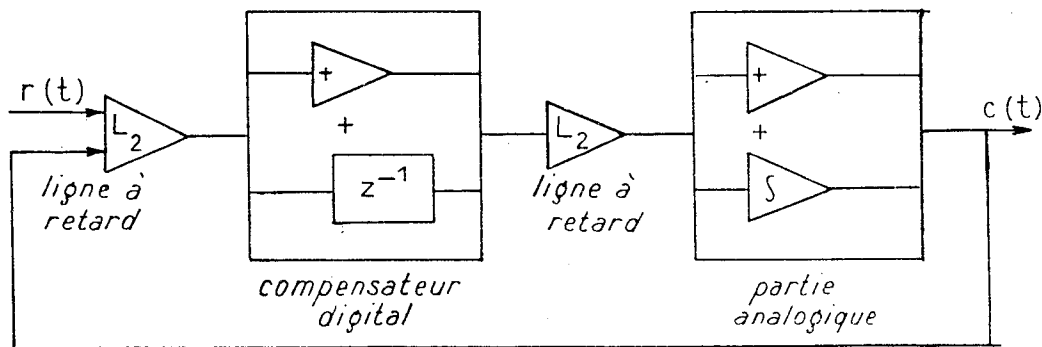 r(t)
L2
ligne à
retard
+
+
z⁻¹
compensateur
digital
L2
ligne à
retard
+
+
∫
partie
analogique
c(t)